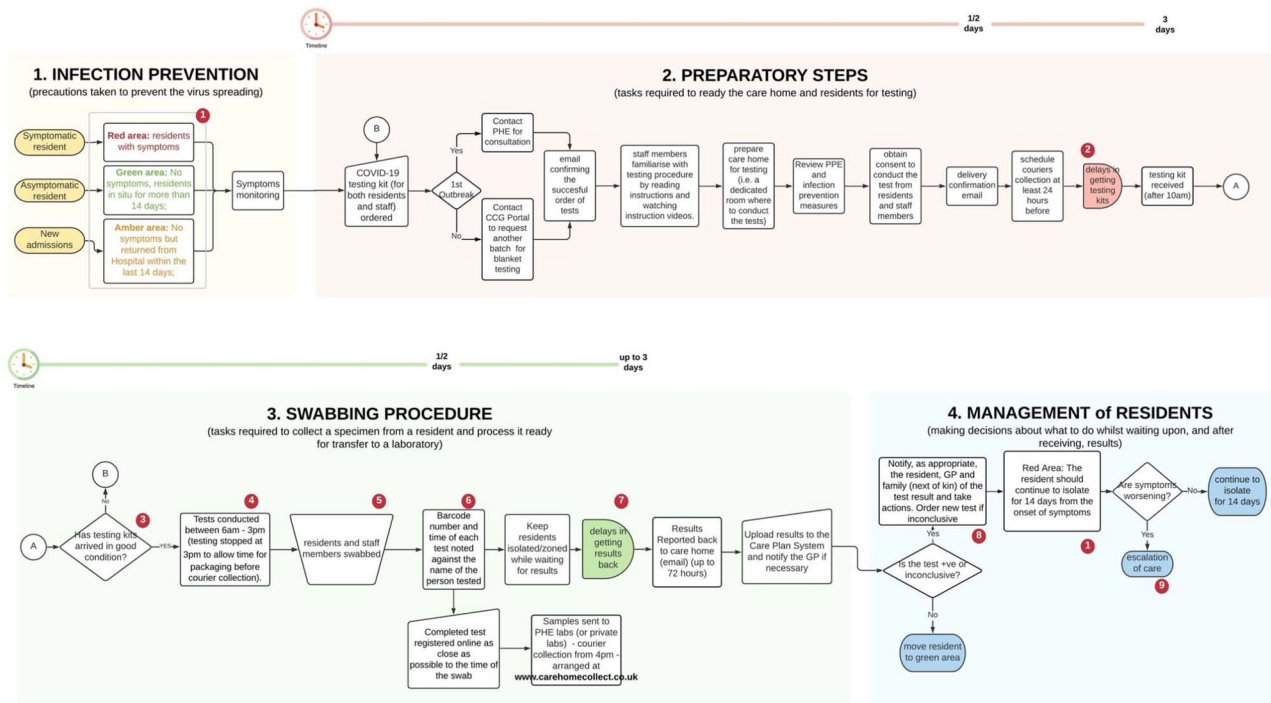 1/2
days
3
days
Timeline
1. INFECTION PREVENTION
(precautions taken to prevent the virus spreading)
2. PREPARATORY STEPS
(tasks required to ready the care home and residents for testing)
1
Symptomatic
resident
Red area: residents
with symptoms
Asymptomatic
resident
Green area: No
symptoms, residents
in situ for more than
14 days;
New
admissions
Amber area: No
symptoms but
returned from
Hospital within the
last 14 days;
Symptoms
monitoring
B
COVID-19
testing kit (for
both residents
and staff)
ordered
1st
Outbreak
Yes
No
Contact
PHE for
consultation
Contact
CCG Portal
to request
another
batch for
blanket
testing
email
confirming
the
succesful
order of
tests
staff members
familiarise with
testing procedure
by reading
instructions and
watching
instruction videos.
prepare
care home
for testing
(i.e. a
dedicated
room where
to conduct
the tests)
Review PPE
and
infection
prevention
measures
obtain
consent to
conduct the
test from
residents
and staff
members
delivery
confirmation
email
schedule
couriers
collection at
least 24
hours
before
2
delays in
getting
testing
kits
testing kit
received
(after 10am)
A
1/2
days
up to 3
days
Timeline
3. SWABBING PROCEDURE
(tasks required to collect a specimen from a resident and process it ready
for transfer to a laboratory)
4. MANAGEMENT of RESIDENTS
(making decisions about what to do whilst waiting upon, and after
receiving, results)
A
B
No
3
Has testing kits
arrived in good
condition?
YES
4
Tests conducted
between 6am - 3pm
(testing stopped at
3pm to allow time for
packaging before
courier collection).
5
residents and staff
members swabbed
6
Barcode
number and
time of each
test noted
against the
name of the
person tested
Completed test
registered online as
close as
possible to the time of
the swab
Samples sent to
PHE labs (or private
labs) - courier
collection from 4pm -
arranged at
www.carehomecollect.co.uk
Keep
residents
isolated/zoned
while waiting
for results
7
delays in
getting
results
back
Results
Reported back
to care home
(email) (up to
72 hours)
Upload results to the
Care Plan System
and notify the GP if
necessary
Is the test +ve or
inconclusive?
8
Yes
No
move resident
to green area
Notify, as appropriate,
the resident, GP and
family (next of kin) of the
test result and take
actions. Order new test if
inconclusive
Red Area: The
resident should
continue to isolate
for 14 days from the
onset of symptoms
1
Are symptoms
worsening?
No
continue to
isolate
for 14 days
Yes
escalation
of care
9